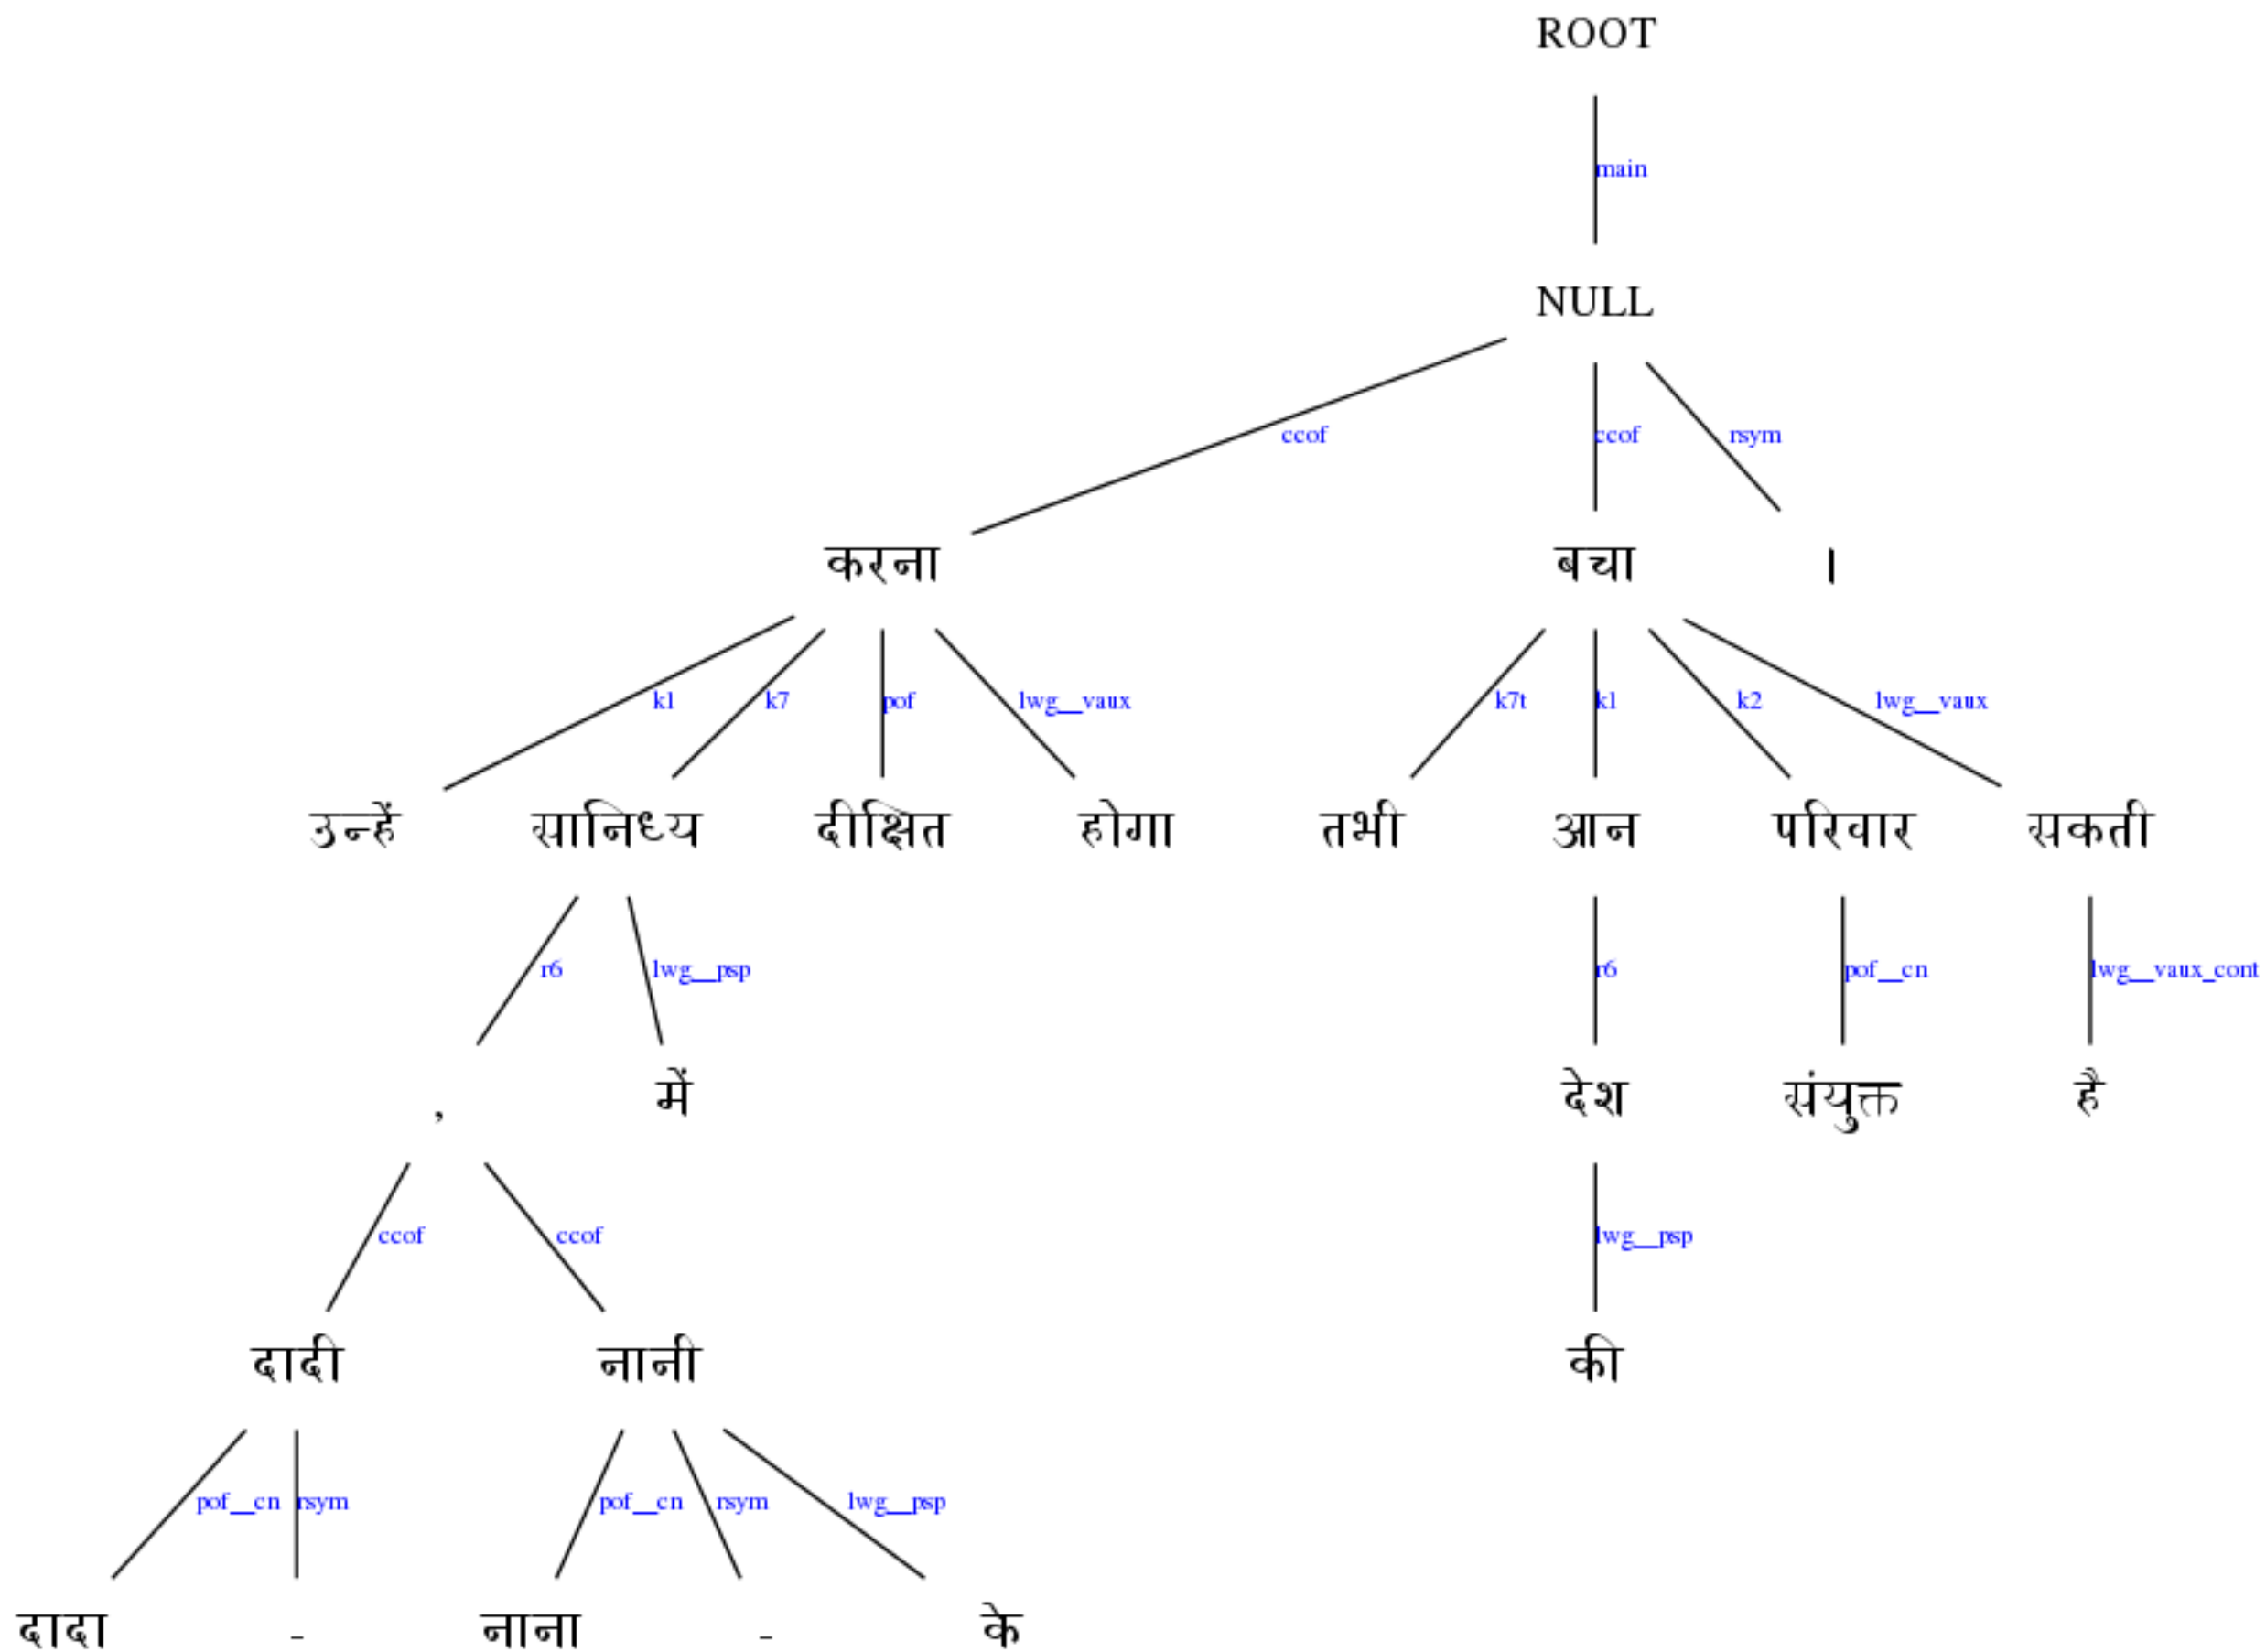 ROOT
main
NULL
ccof ccof rsym
करना बचा ।
k1 k7 pof lwg__vaux k7t k1 k2 lwg__vaux
उन्हें सानिध्य दीक्षित होगा तभी आन परिवार सकती
r6 lwg__psp r6 pof__cn lwg__vaux_cont
, में देश संयुक्त है
ccof ccof lwg__psp
दादी नानी की
pof__cn rsym pof__cn rsym lwg__psp
दादा - नाना - के